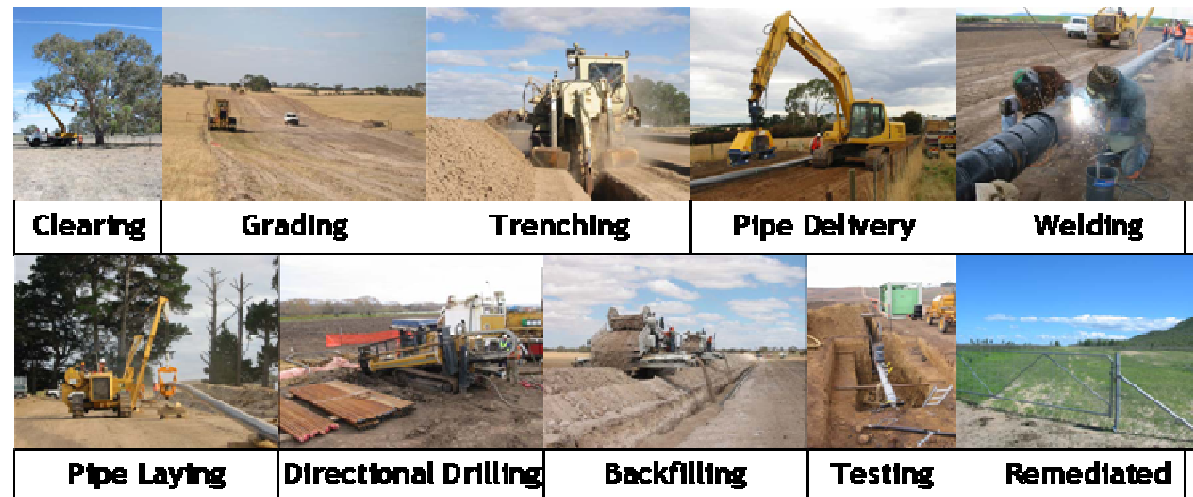 Clearing
Grading
Trenching
Pipe Delivery
Welding
Pipe Laying
Directional Drilling
Backfilling
Testing
Remediated